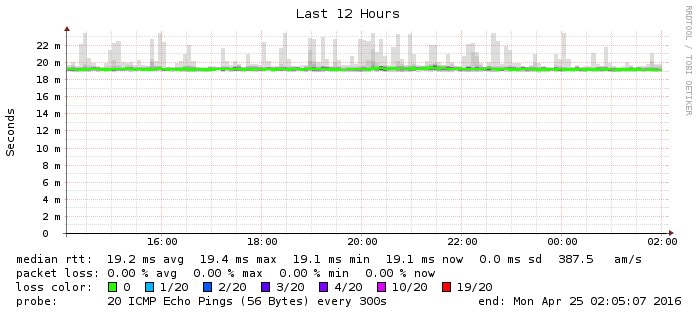 Last 12 Hours
RRDTOOL / TOBI OETIKER
Seconds
22 m
20 m
18 m
16 m
14 m
12 m
10 m
8 m
6 m
4 m
2 m
0
16:00 18:00 20:00 22:00 00:00 02:00
median rtt: 19.2 ms avg 19.4 ms max 19.1 ms min 19.1 ms now 0.0 ms sd 387.5 am/s
packet loss: 0.00 % avg 0.00 % max 0.00 % min 0.00 % now
loss color: 0 1/20 2/20 3/20 4/20 10/20 19/20
probe: 20 ICMP Echo Pings (56 Bytes) every 300s end: Mon Apr 25 02:05:07 2016